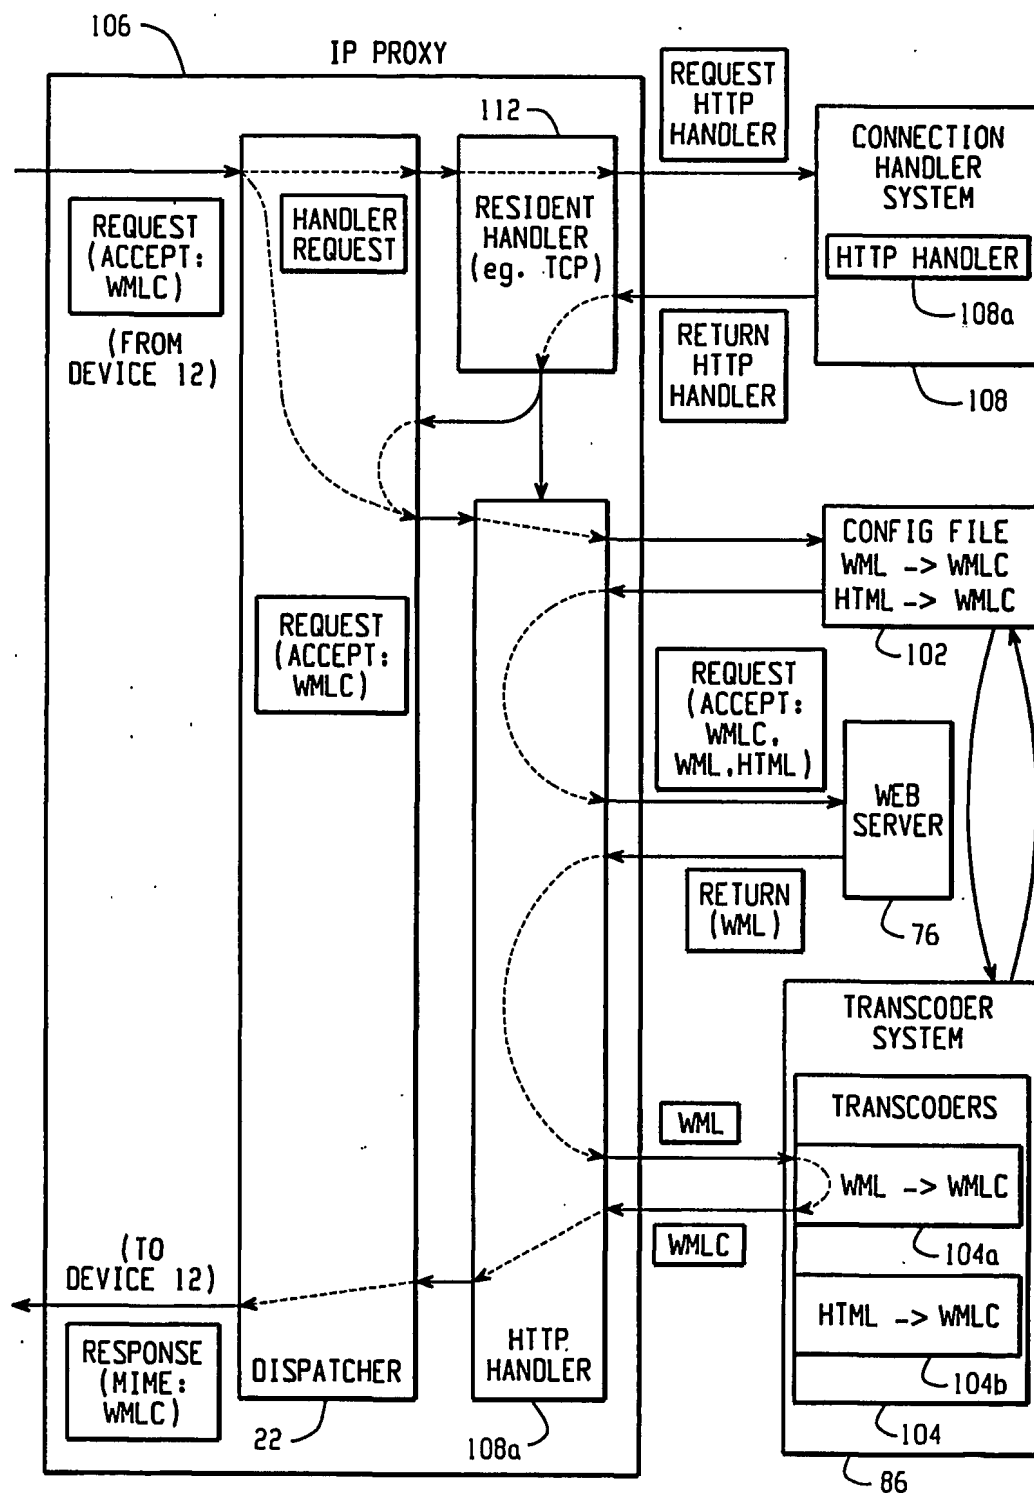 106
IP PROXY
REQUEST
HTTP
HANDLER
112
CONNECTION
HANDLER
SYSTEM
HTTP HANDLER
108a
108
REQUEST
(ACCEPT:
WMLC)
(FROM
DEVICE 12)
HANDLER
REQUEST
RESIDENT
HANDLER
(eg. TCP)
RETURN
HTTP
HANDLER
CONFIG FILE
WML -> WMLC
HTML -> WMLC
102
REQUEST
(ACCEPT:
WMLC)
REQUEST
(ACCEPT:
WMLC,
WML,HTML)
WEB
SERVER
76
RETURN
(WML)
TRANSCODER
SYSTEM
TRANSCODERS
WML
WML -> WMLC
104a
WMLC
HTML -> WMLC
104b
104
86
(TO
DEVICE 12)
RESPONSE
(MIME:
WMLC)
DISPATCHER
22
HTTP
HANDLER
108a